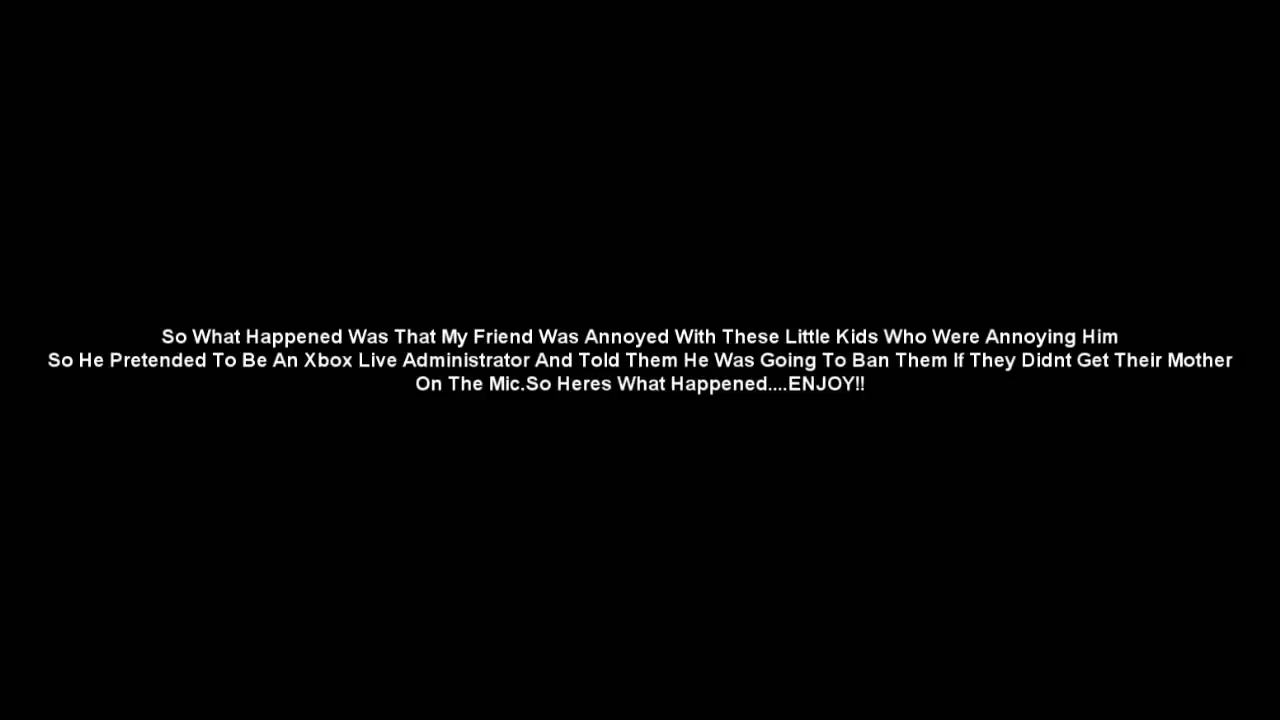 So What Happened Was That My Friend Was Annoyed With These Little Kids Who Were Annoying Him
So He Pretended To Be An Xbox Live Administrator And Told Them He Was Going To Ban Them If They Didnt Get Their Mother
On The Mic.So Heres What Happened....ENJOY!!